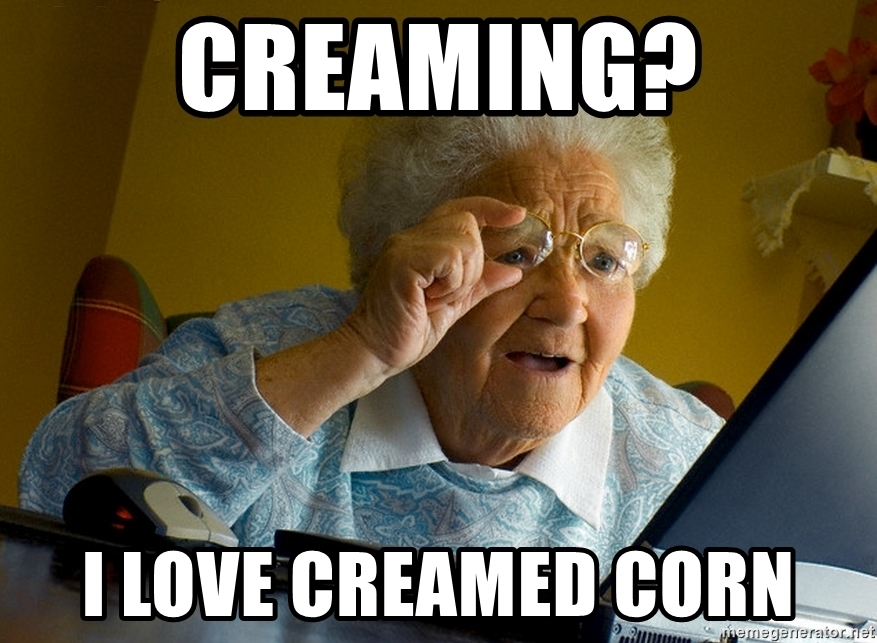 CREAMING?
I LOVE CREAMED CORN
memegenerator.net